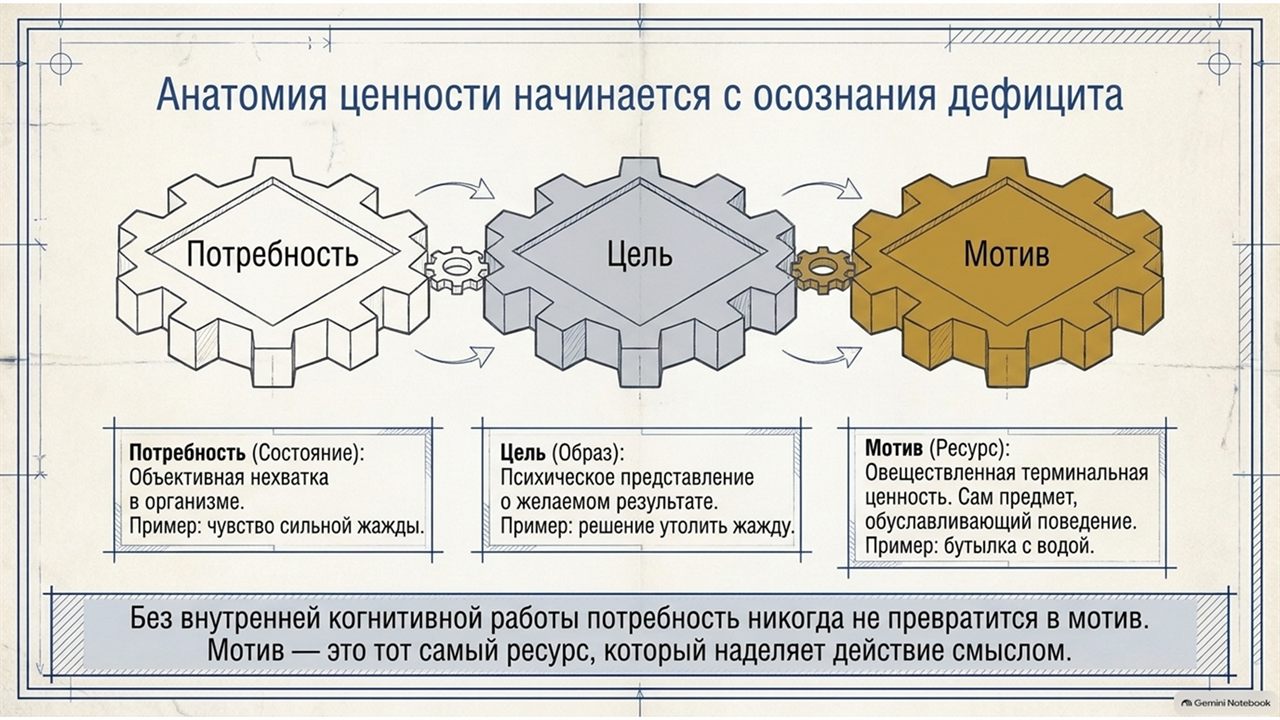 Анатомия ценности начинается с осознания дефицита
Потребность
Цель
Мотив
Потребность (Состояние):
Объективная нехватка
в организме.
Пример: чувство сильной жажды.
Цель (Образ):
Психическое представление
о желаемом результате.
Пример: решение утолить жажду.
Мотив (Ресурс):
Овеществленная терминальная
ценность. Сам предмет,
обуславливающий поведение.
Пример: бутылка с водой.
Без внутренней когнитивной работы потребность никогда не превратится в мотив.
Мотив — это тот самый ресурс, который наделяет действие смыслом.
Gemini Notebook